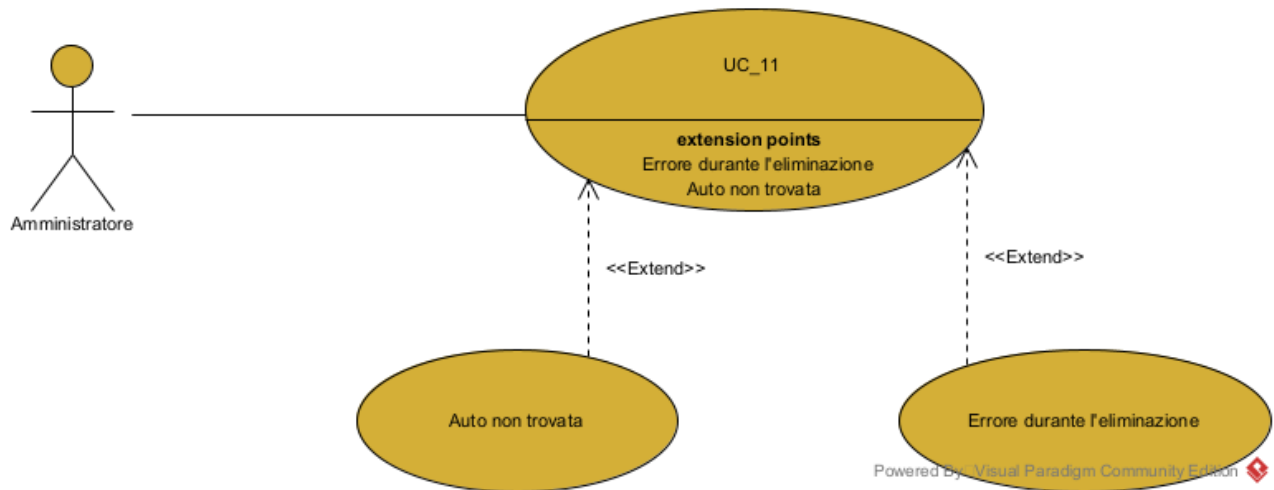 UC_11
extension points
Errore durante l'eliminazione
Auto non trovata
Amministratore
<<Extend>>
<<Extend>>
Auto non trovata
Errore durante l'eliminazione
Powered By: Visual Paradigm Community Edition